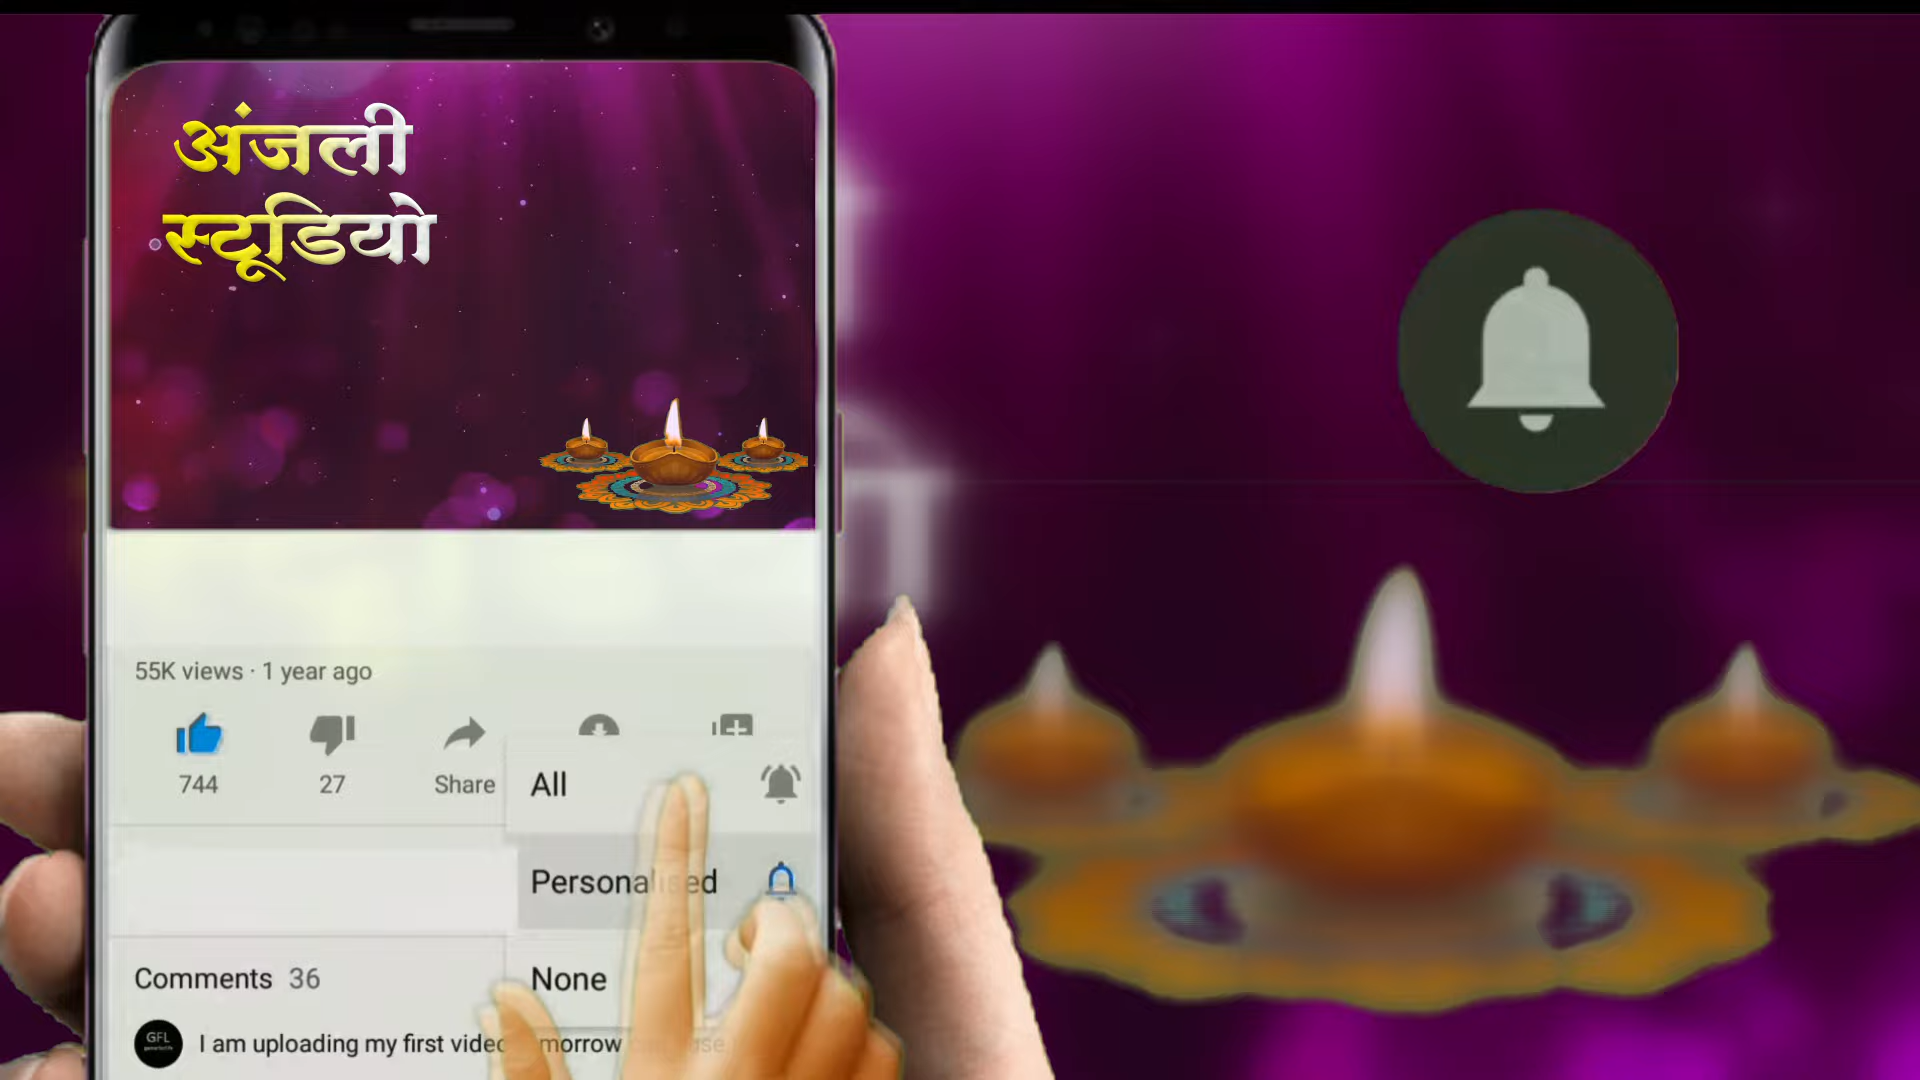 अंजली
स्टूडियो
55K views · 1 year ago
744
27
Share
All
Personalised
None
Comments 36
GFL
I am uploading my first video